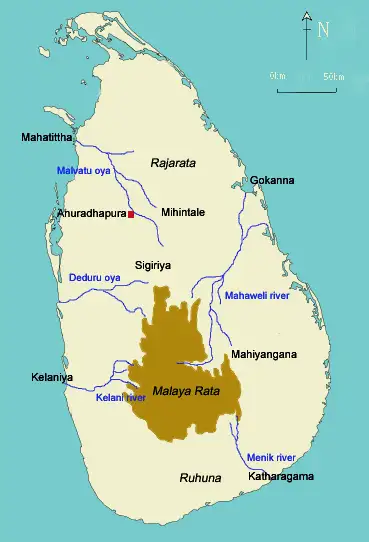 N
0km 50km
Mahatittha
Rajarata
Malvatu oya
Gokanna
Anuradhapura
Mihintale
Sigiriya
Deduru oya
Mahaweli river
Mahiyangana
Kelaniya
Malaya Rata
Kelani river
Menik river
Ruhuna
Katharagama